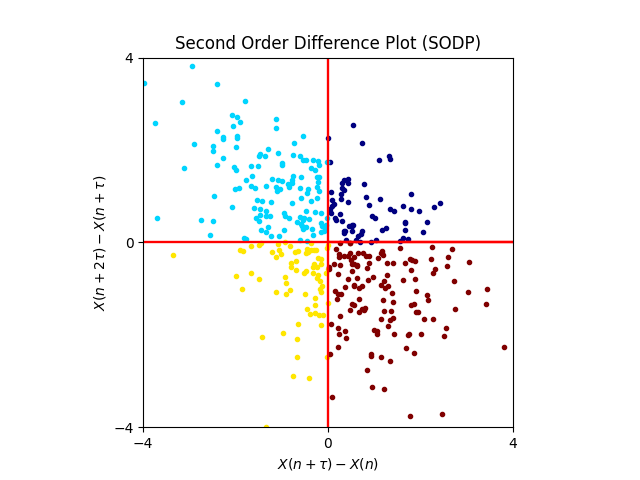 Second Order Difference Plot (SODP)
4
0
−4
X(n + 2τ) − X(n + τ)
−4 0 4
X(n + τ) − X(n)